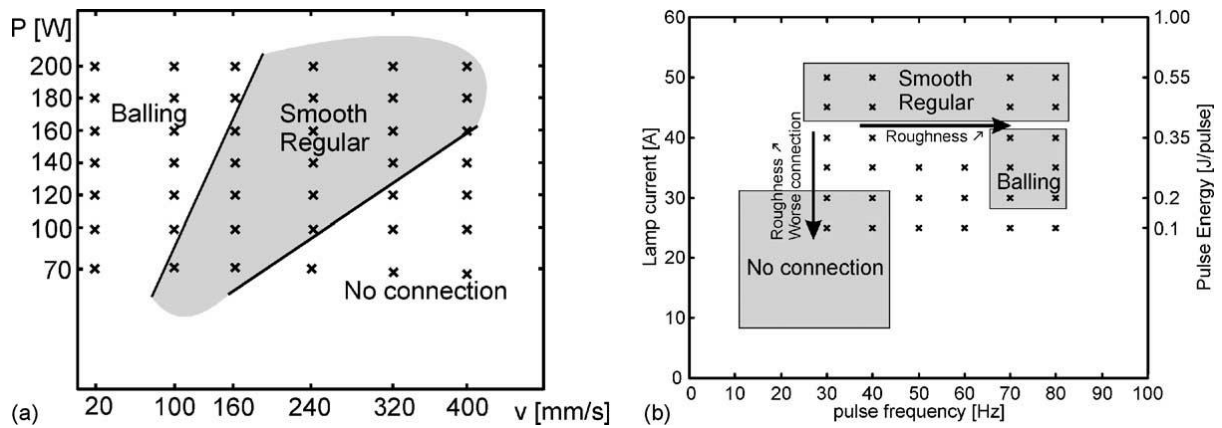 P [W]
200
180
160
140
120
100
70
Balling
Smooth
Regular
No connection
20 100 160 240 320 400 v [mm/s]
(a)
Lamp current [A]
60
50
40
30
20
10
0
Smooth
Regular
Roughness ↗
Roughness ↗
Worse connection
Balling
No connection
1.00
0.55
0.35
0.2
0.1
Pulse Energy [J/pulse]
0 10 20 30 40 50 60 70 80 90 100
pulse frequency [Hz]
(b)